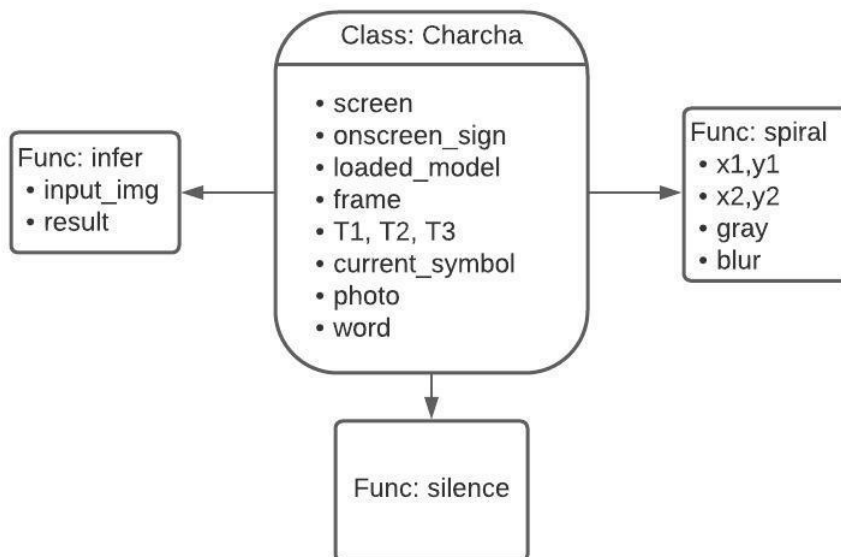 Class: Charcha
• screen
• onscreen_sign
• loaded_model
• frame
• T1, T2, T3
• current_symbol
• photo
• word
Func: infer
• input_img
• result
Func: spiral
• x1,y1
• x2,y2
• gray
• blur
Func: silence